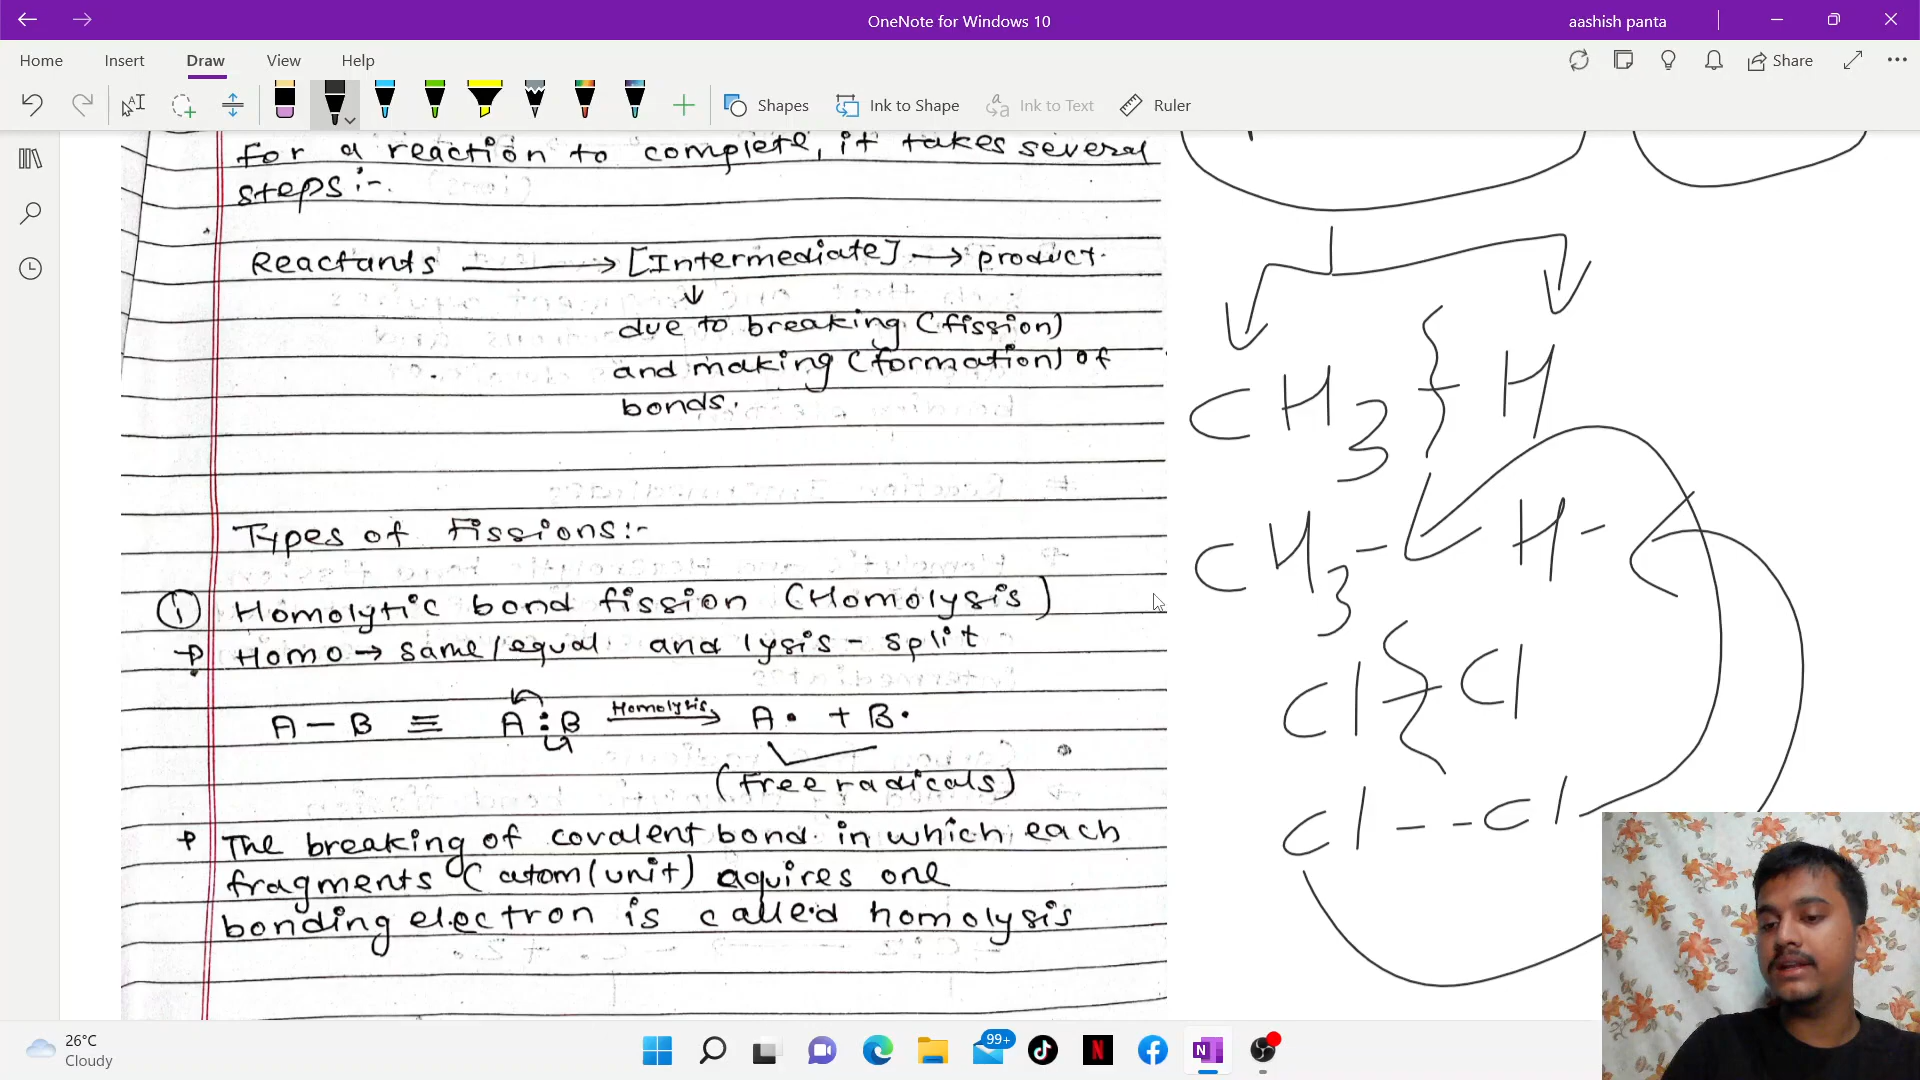 OneNote for Windows 10
aashish panta
Home
Insert
Draw
View
Help
Share
Shapes
Ink to Shape
Ink to Text
Ruler
For a reaction to complete, it takes several
steps:-
Reactants ⟶ [Intermediate] → product.
↓
due to breaking (fission)
and making (formation) of
bonds.
Types of Fissions:-
① Homolytic bond fission (Homolysis)
Homo → same/equal and lysis - split
Homolysis
A — B ≡ A : B ⟶ A• + B•
(free radicals)
The breaking of covalent bond in which each
fragments (atom/unit) aquires one
bonding electron is called homolysis
CH3 - H
CH3 - H -
Cl - Cl
Cl - - Cl
26°C
Cloudy
99+